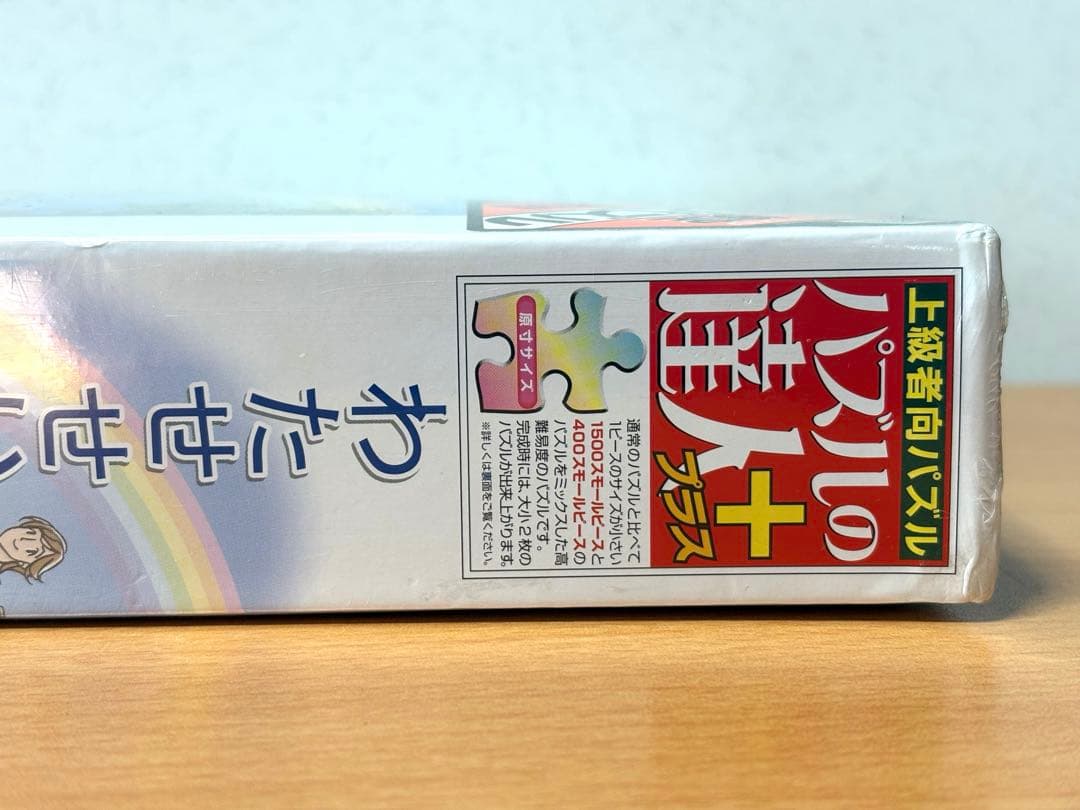 上級者向パズル
パズルの
達人
+
プラス
原寸サイズ
通常のパズルと比べて
1ピースのサイズが小さい
1500スモールピースと
400スモールピースの
パズルをミックスした高
難易度のパズルです。
完成時には、大小2枚の
パズルが出来上がります。
※詳しくは裏面をご覧ください。
わたせせ